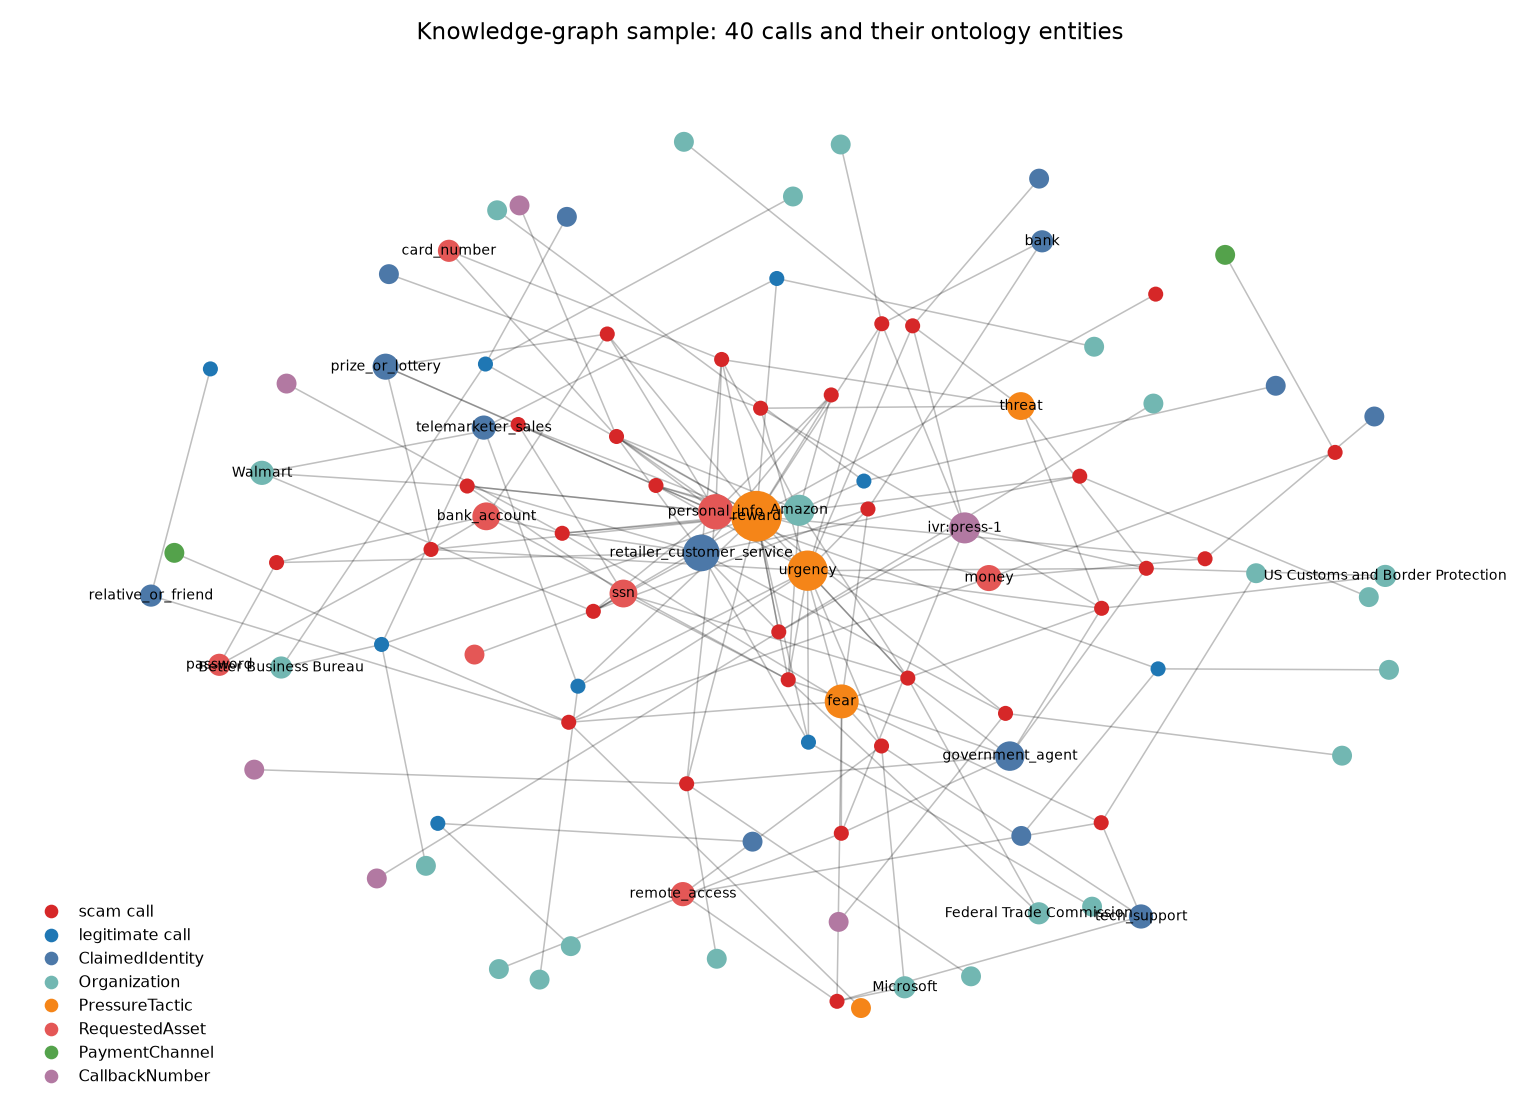 Knowledge-graph sample: 40 calls and their ontology entities
card_number
bank
prize_or_lottery
threat
telemarketer_sales
Walmart
bank_account
personal_info
reward
Amazon
ivr:press-1
retailer_customer_service
urgency
money
US Customs and Border Protection
relative_or_friend
ssn
password
Better Business Bureau
fear
government_agent
remote_access
Federal Trade Commission
tech_support
Microsoft
scam call
legitimate call
ClaimedIdentity
Organization
PressureTactic
RequestedAsset
PaymentChannel
CallbackNumber